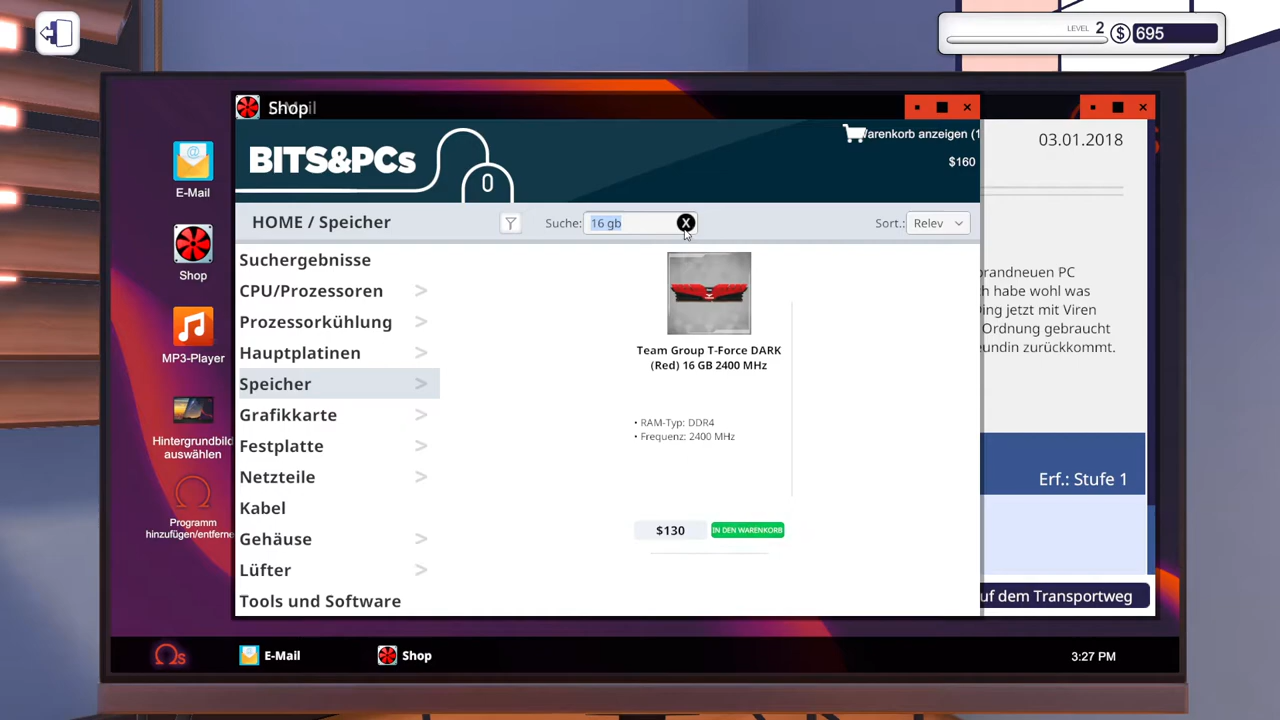 LEVEL 2 $ 695
Shop
03.01.2018
BITS&PCs
Warenkorb anzeigen (1
$160
HOME / Speicher
Suche: 16 gb X
Sort.: Relev
E-Mail
Shop
MP3-Player
Hintergrundbild
auswählen
Programm
hinzufügen/entferne
Suchergebnisse
CPU/Prozessoren >
Prozessorkühlung >
Hauptplatinen >
Speicher >
Grafikkarte >
Festplatte >
Netzteile >
Kabel
Gehäuse >
Lüfter >
Tools und Software
Team Group T-Force DARK
(Red) 16 GB 2400 MHz
• RAM-Typ: DDR4
• Frequenz: 2400 MHz
$130 IN DEN WARENKORB
brandneuen PC
ch habe wohl was
Ding jetzt mit Viren
Ordnung gebraucht
eundin zurückkommt.
Erf.: Stufe 1
uf dem Transportweg
Ωs
E-Mail
Shop
3:27 PM